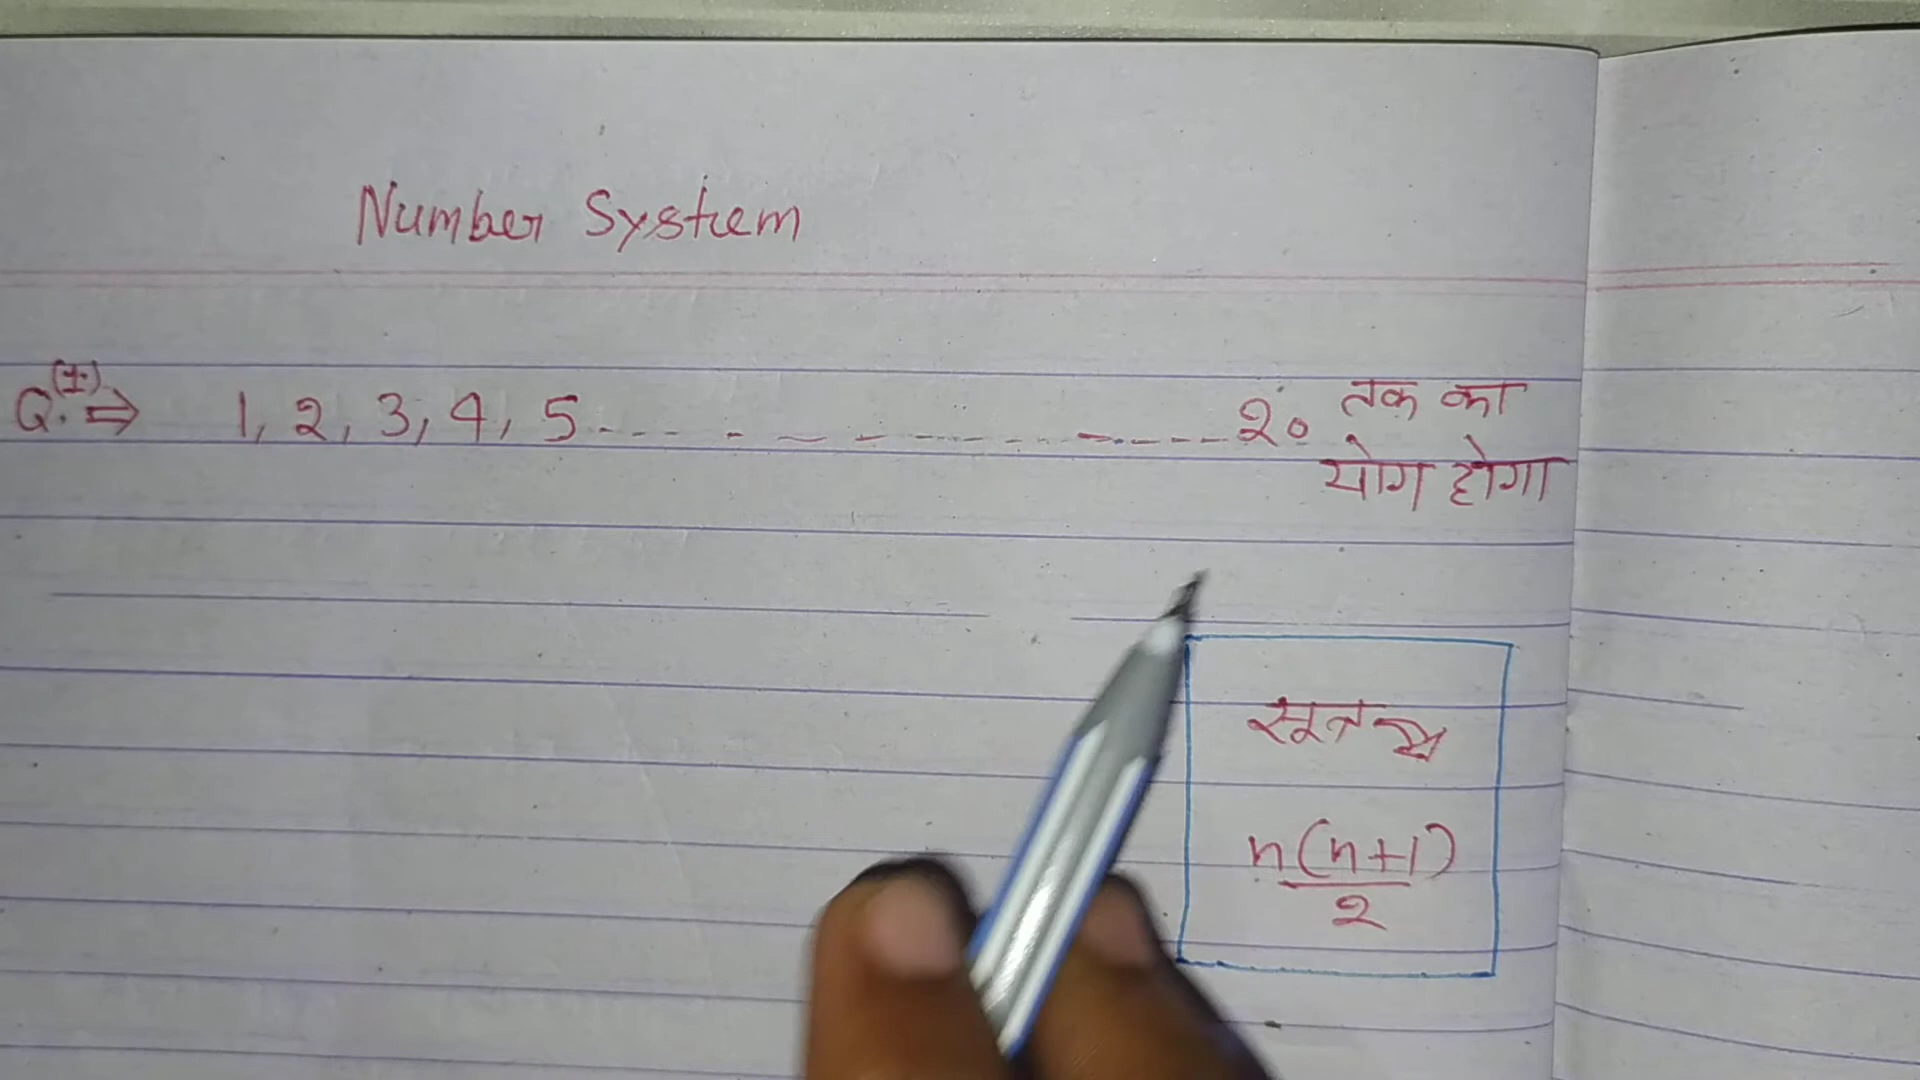 Number System
Q.(1.) ⇒ 1, 2, 3, 4, 5 - - - - - - - - - - - - 20 तक का
योग होगा
सूत्र से
n(n+1)
2